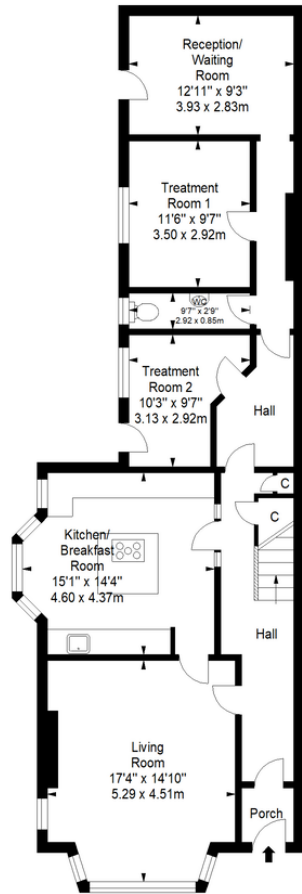 Reception/
Waiting
Room
12'11" x 9'3"
3.93 x 2.83m
Treatment
Room 1
11'6" x 9'7"
3.50 x 2.92m
WC
9'7" x 2'9"
2.92 x 0.85m
Treatment
Room 2
10'3" x 9'7"
3.13 x 2.92m
Hall
C
C
Kitchen/
Breakfast
Room
15'1" x 14'4"
4.60 x 4.37m
Hall
Living
Room
17'4" x 14'10"
5.29 x 4.51m
Porch